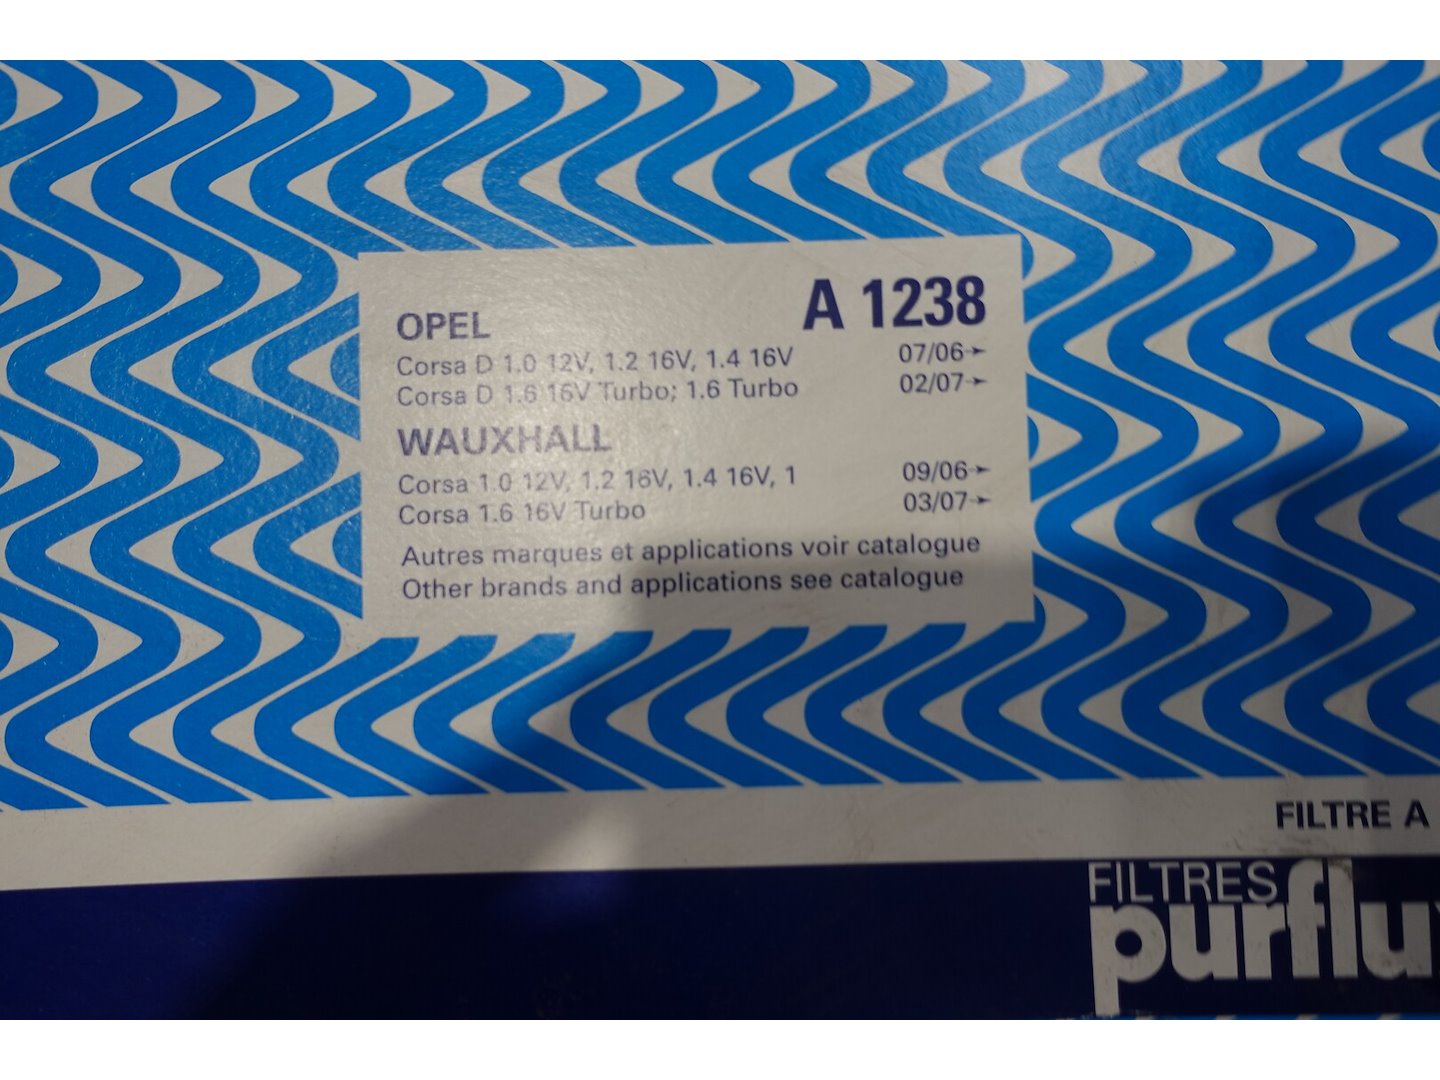 A 1238
OPEL
Corsa D 1.0 12V, 1.2 16V, 1.4 16V 07/06➛
Corsa D 1.6 16V Turbo; 1.6 Turbo 02/07➛
WAUXHALL
Corsa 1.0 12V, 1.2 16V, 1.4 16V, 1 09/06➛
Corsa 1.6 16V Turbo 03/07➛
Autres marques et applications voir catalogue
Other brands and applications see catalogue
FILTRE A
FILTRES
purflux